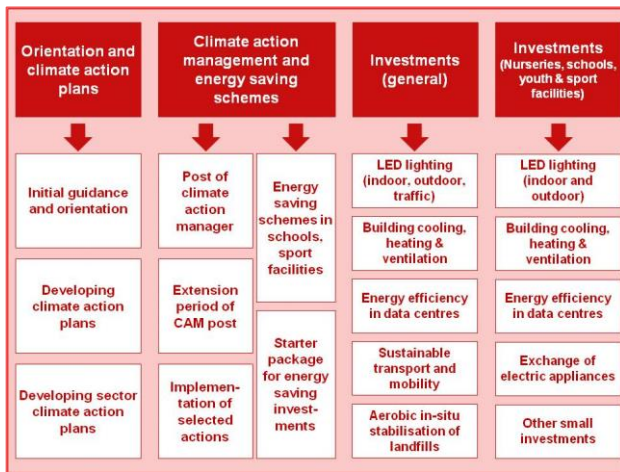 Orientation and
climate action
plans
Climate action
management and
energy saving
schemes
Investments
(general)
Investments
(Nurseries, schools,
youth & sport
facilities)
Initial guidance
and orientation
Developing
climate action
plans
Developing sector
climate action
plans
Post of
climate
action
manager
Extension
period of
CAM post
Implemen-
tation of
selected
actions
Energy
saving
schemes in
schools,
sport
facilities
Starter
package
for energy
saving
invest-
ments
LED lighting
(indoor, outdoor,
traffic)
Building cooling,
heating &
ventilation
Energy efficiency
in data centres
Sustainable
transport and
mobility
Aerobic in-situ
stabilisation of
landfills
LED lighting
(indoor and
outdoor)
Building cooling,
heating &
ventilation
Energy efficiency
in data centres
Exchange of
electric appliances
Other small
investments